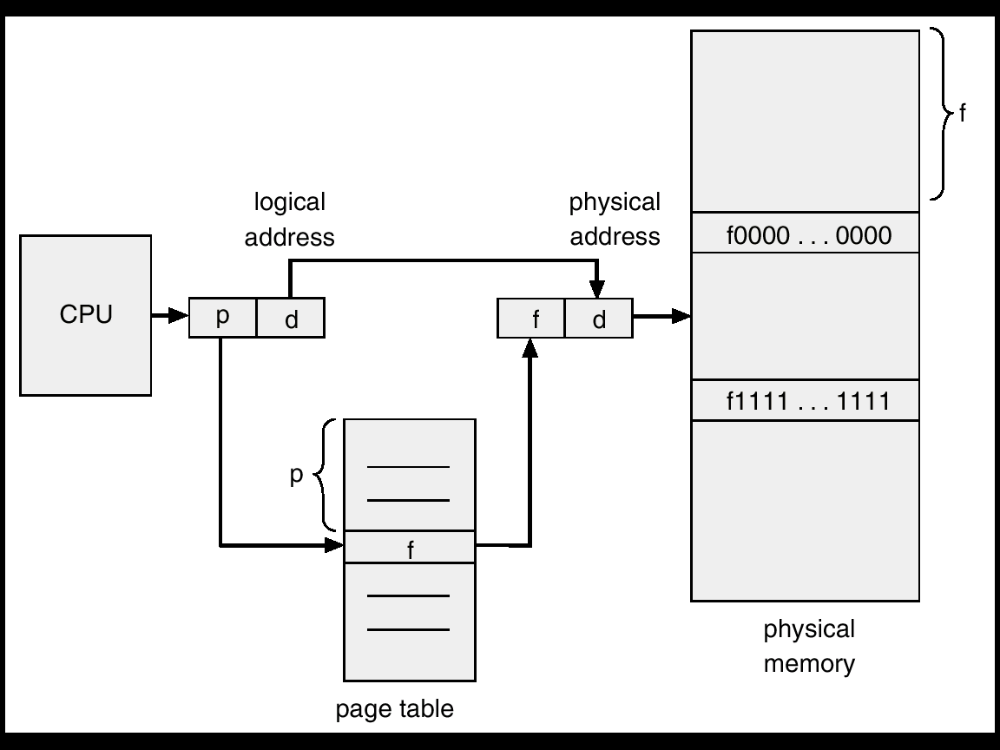 f
f0000 . . . 0000
logical
address
physical
address
CPU
p
d
f
d
f1111 . . . 1111
p
f
physical
memory
page table